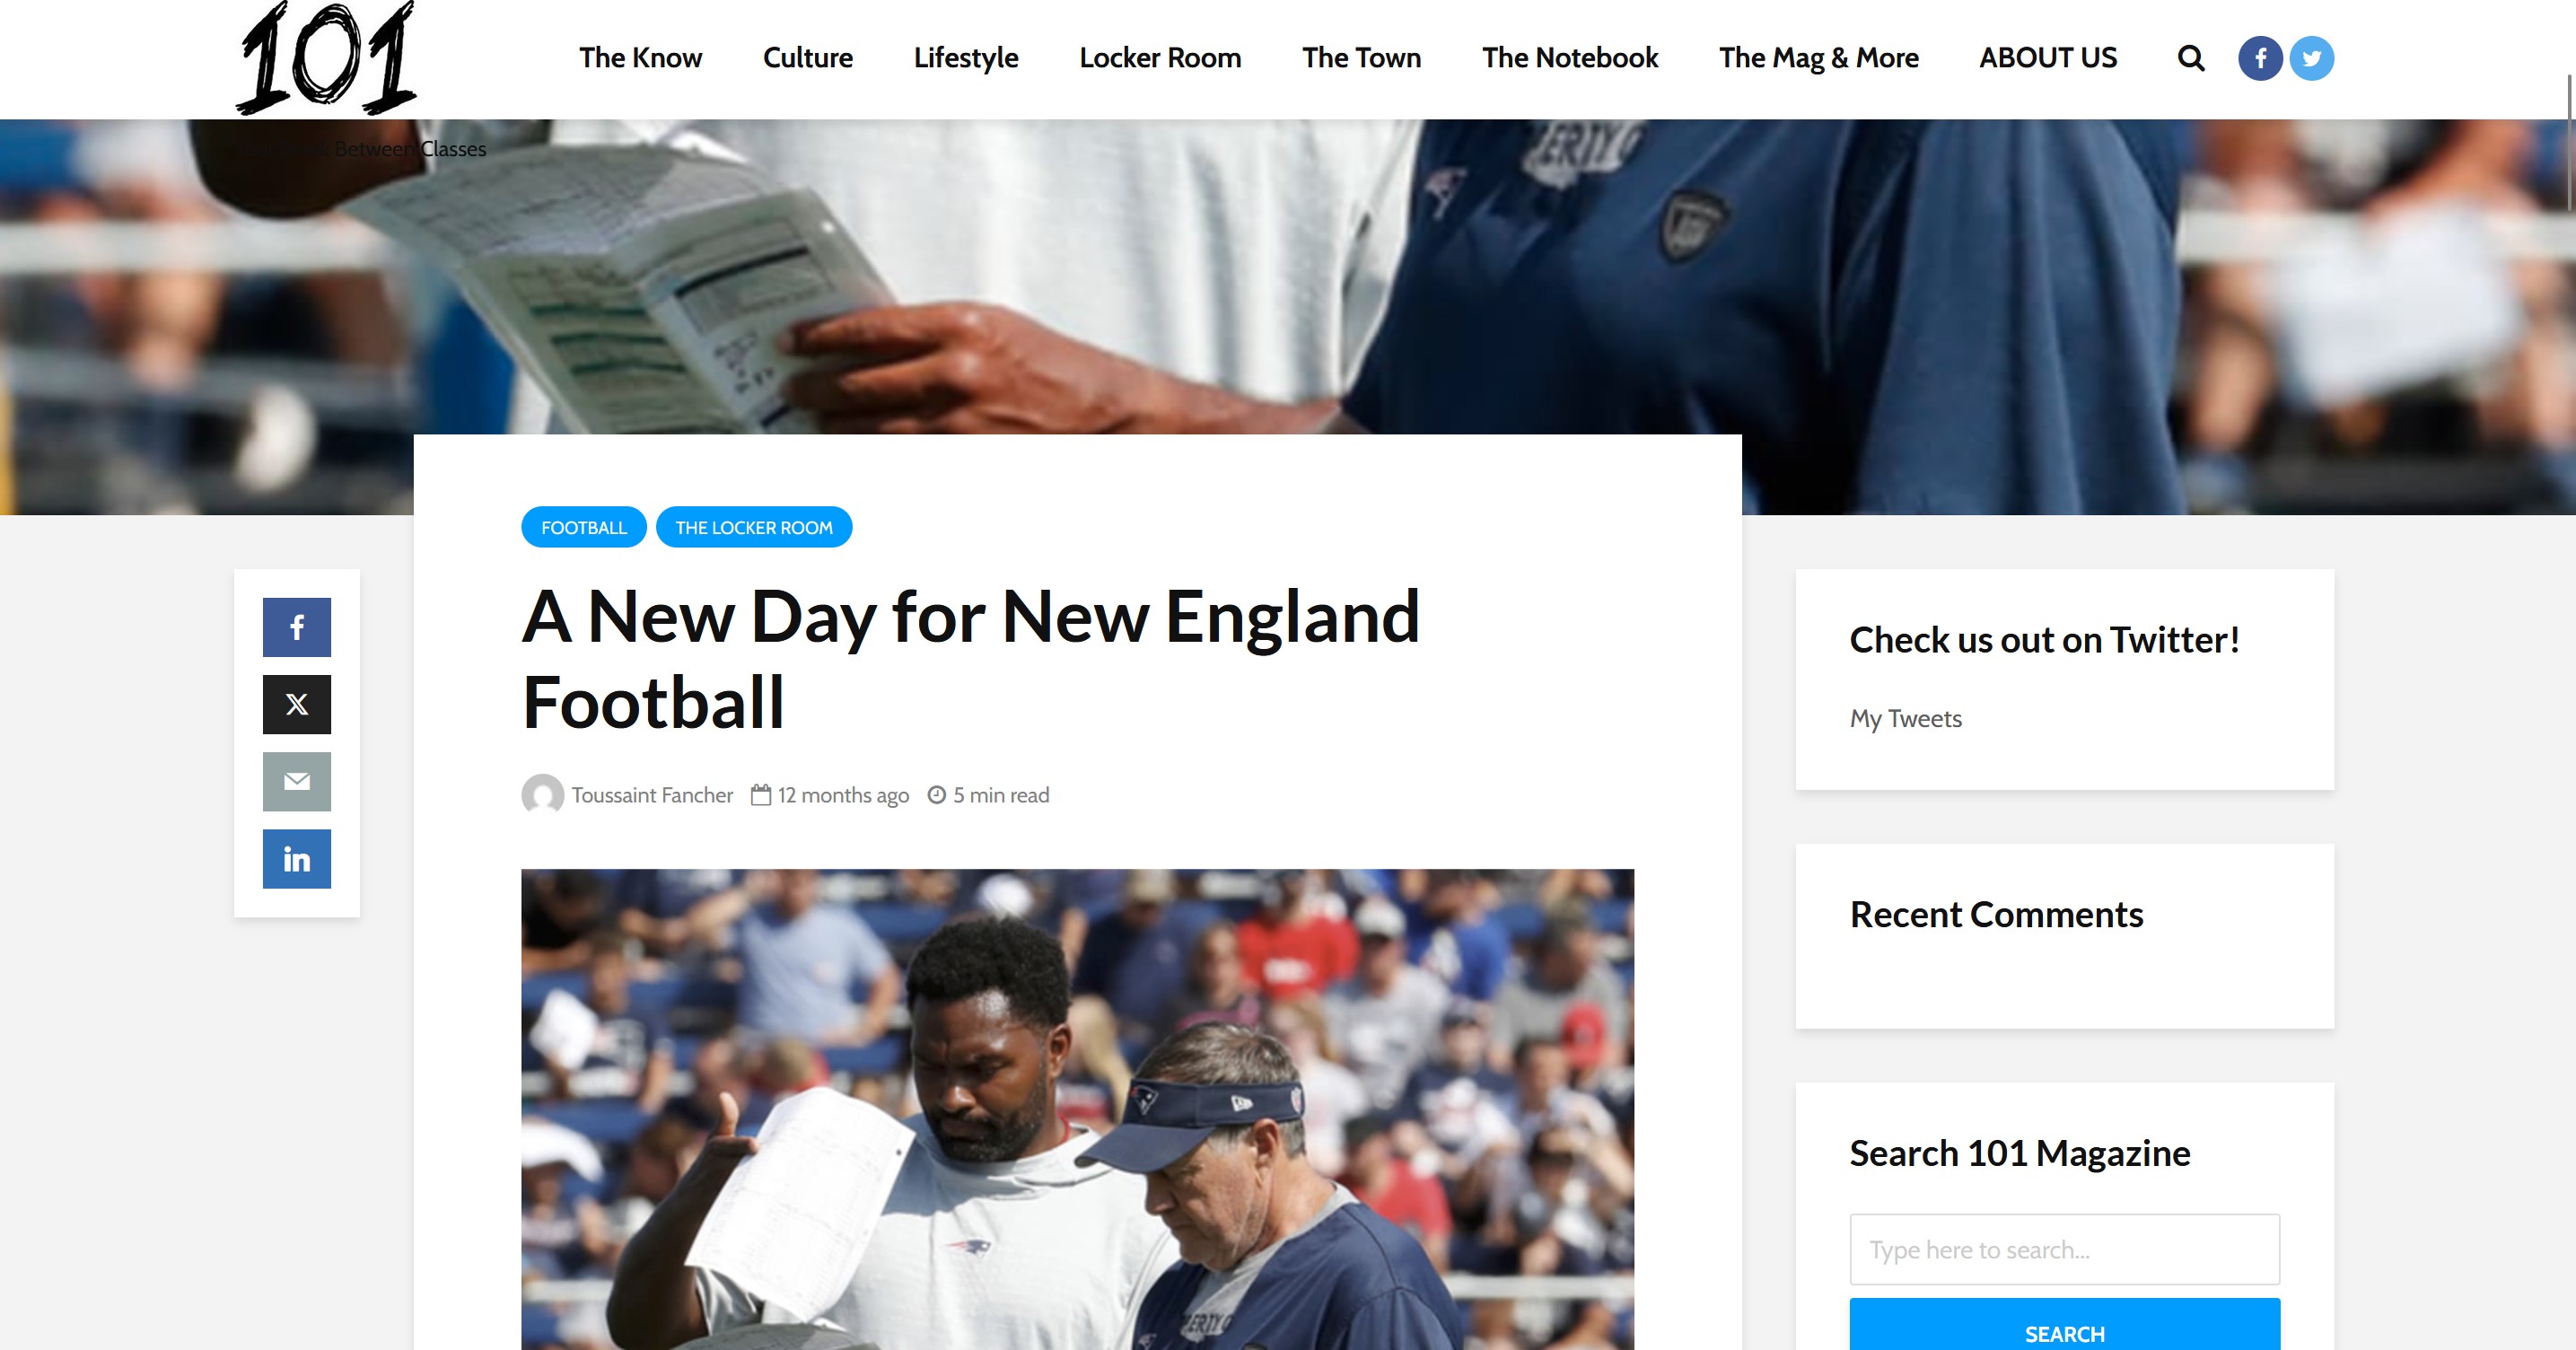 101
The Know
Culture
Lifestyle
Locker Room
The Town
The Notebook
The Mag & More
ABOUT US
Between Classes
FOOTBALL
THE LOCKER ROOM
A New Day for New England
Football
Toussaint Fancher
12 months ago
5 min read
Check us out on Twitter!
My Tweets
Recent Comments
Search 101 Magazine
Type here to search...
SEARCH